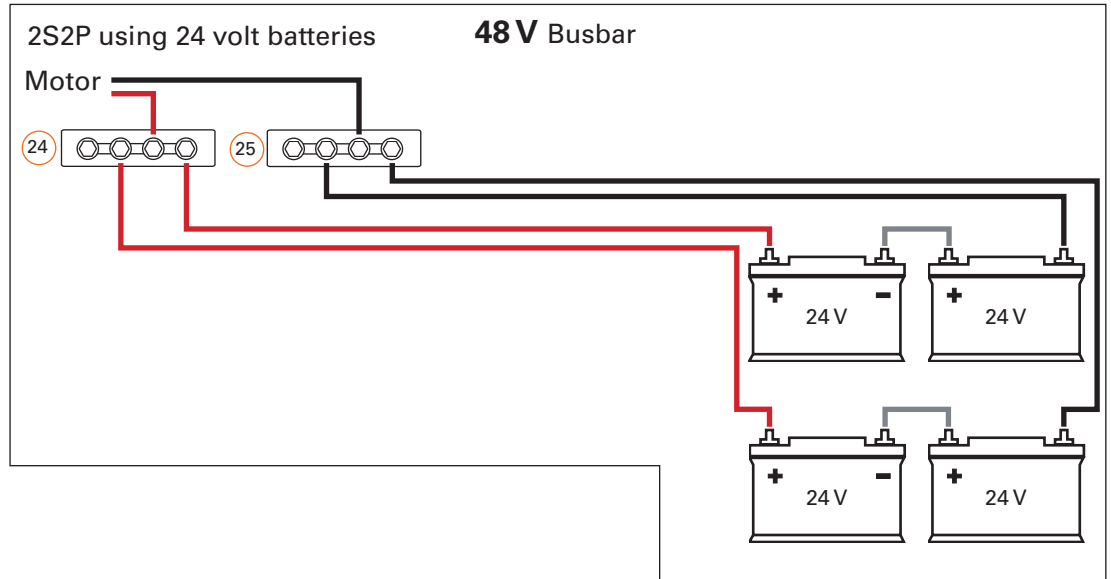 2S2P using 24 volt batteries
48 V Busbar
Motor
24
25
+ -
+
24 V
24 V
+ -
+
24 V
24 V